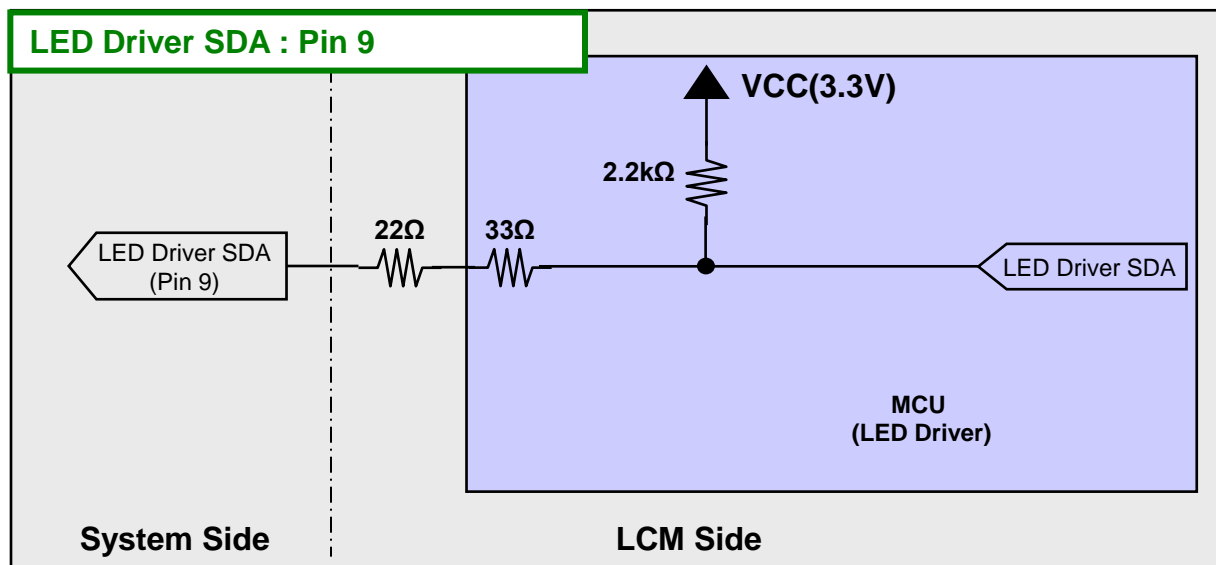 LED Driver SDA : Pin 9
VCC(3.3V)
2.2kΩ
22Ω
33Ω
LED Driver SDA
(Pin 9)
LED Driver SDA
MCU
(LED Driver)
System Side
LCM Side